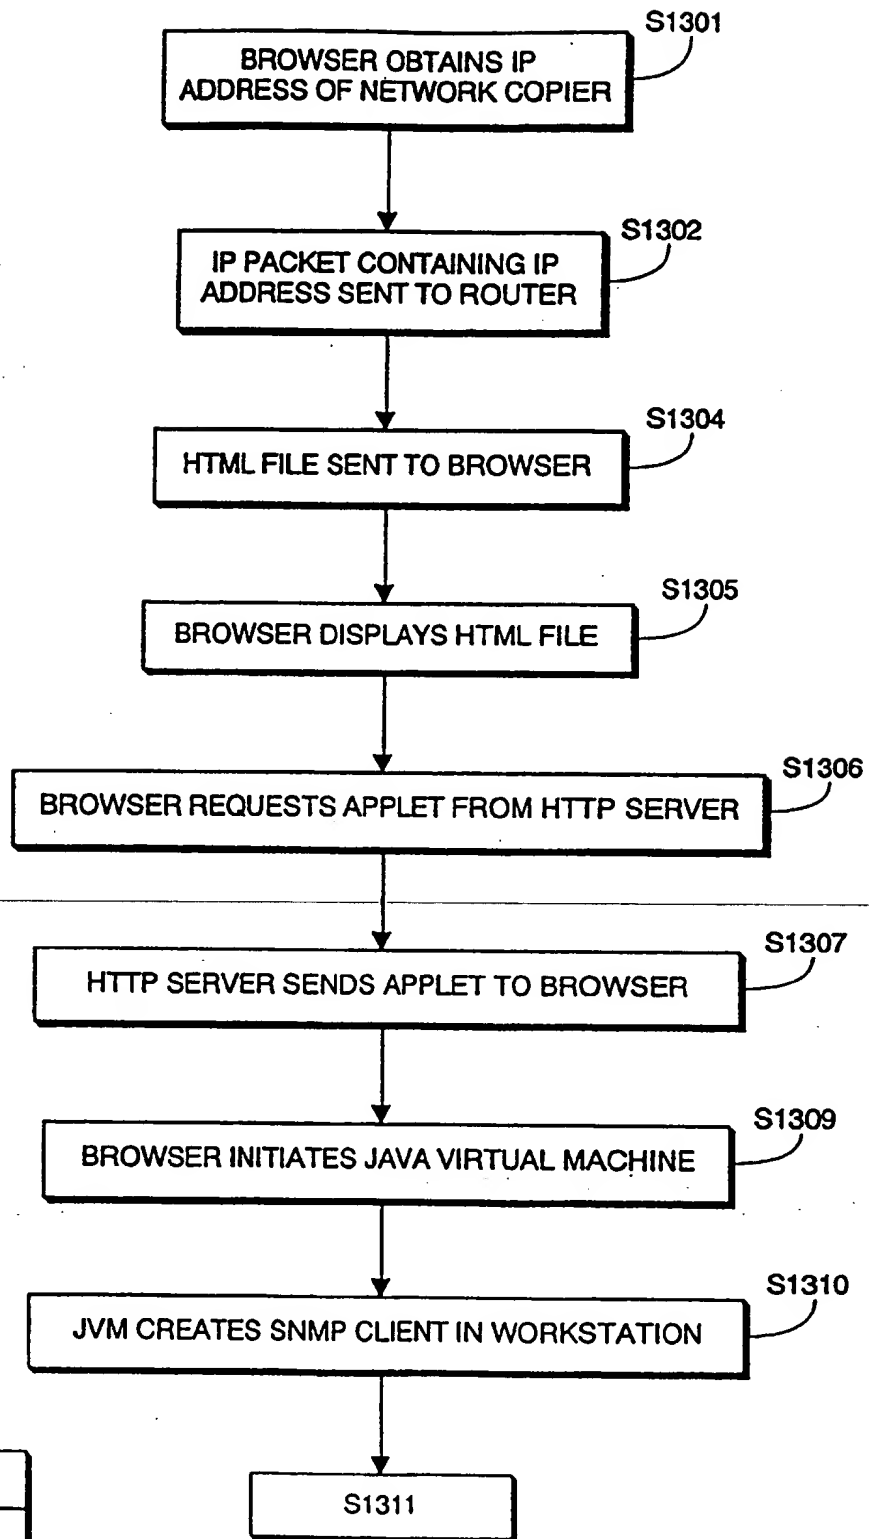 S1301
BROWSER OBTAINS IP
ADDRESS OF NETWORK COPIER
S1302
IP PACKET CONTAINING IP
ADDRESS SENT TO ROUTER
S1304
HTML FILE SENT TO BROWSER
S1305
BROWSER DISPLAYS HTML FILE
S1306
BROWSER REQUESTS APPLET FROM HTTP SERVER
S1307
HTTP SERVER SENDS APPLET TO BROWSER
S1309
BROWSER INITIATES JAVA VIRTUAL MACHINE
S1310
JVM CREATES SNMP CLIENT IN WORKSTATION
S1311